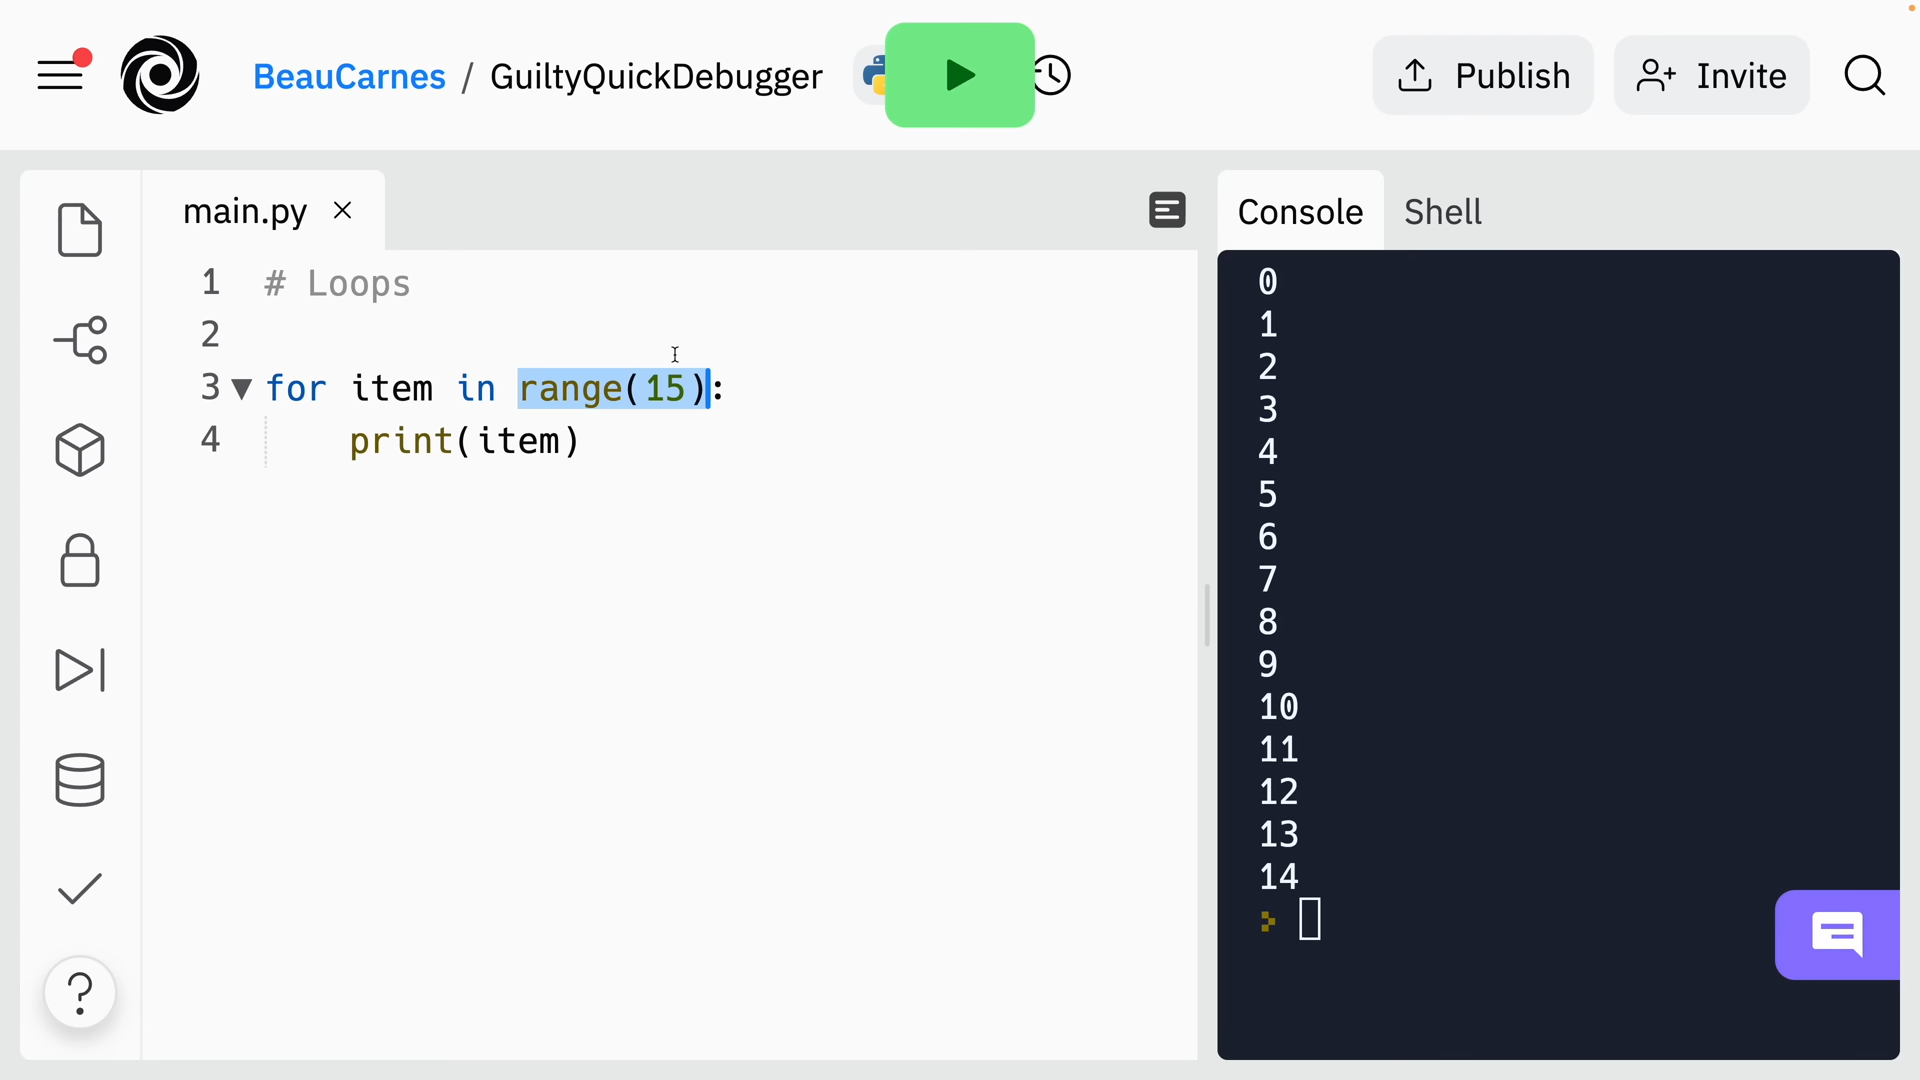 BeauCarnes / GuiltyQuickDebugger
Publish
Invite
main.py
Console
Shell
1 # Loops
2
3 for item in range(15):
4 print(item)
0
1
2
3
4
5
6
7
8
9
10
11
12
13
14
?